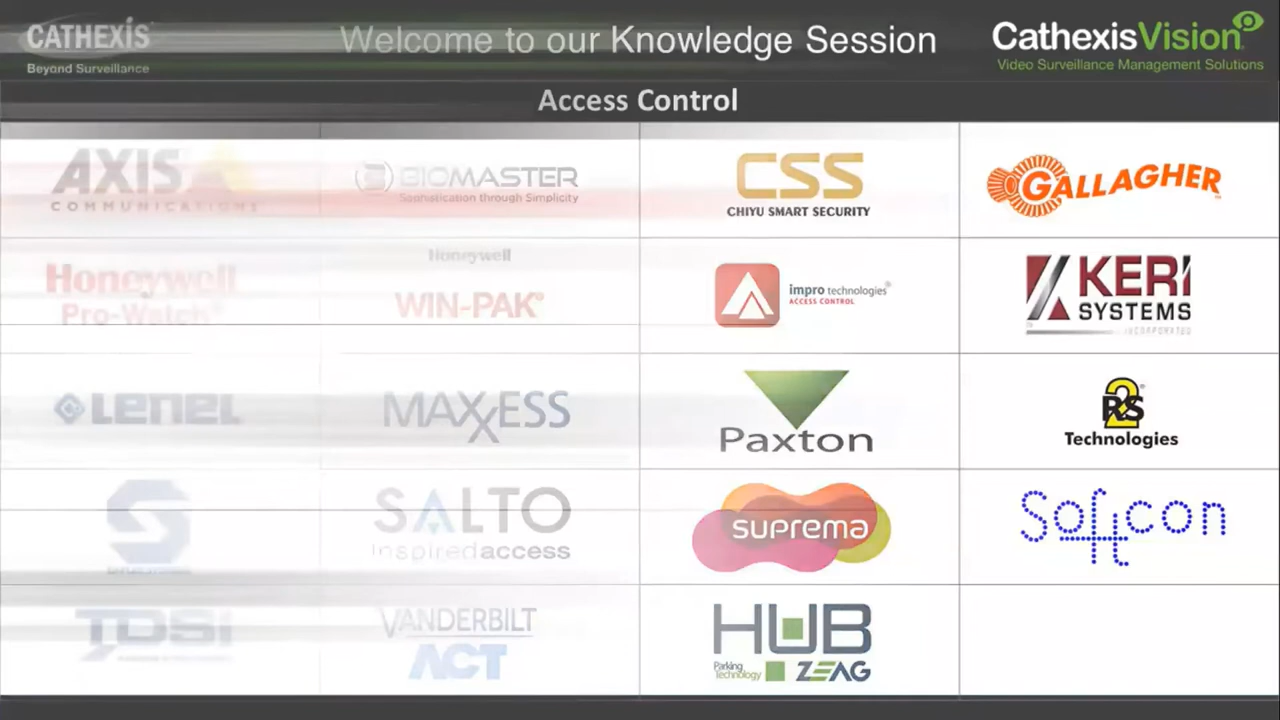 CATHEXIS
Beyond Surveillance
Welcome to our Knowledge Session
CathexisVision
Video Surveillance Management Solutions
Access Control
AXIS
COMMUNICATIONS
BIOMASTER
Sophistication through Simplicity
CSS
CHIYU SMART SECURITY
GALLAGHER
Honeywell
Pro-Watch®
Honeywell
WIN-PAK®
impro technologies®
ACCESS CONTROL
KERI
SYSTEMS
INCORPORATED
LENEL
MAXXESS
Paxton
RS2
Technologies
SALTO
inspiredaccess
suprema
Softcon
TDSi
VANDERBILT
ACT
HUB
Parking
Technology
ZEAG